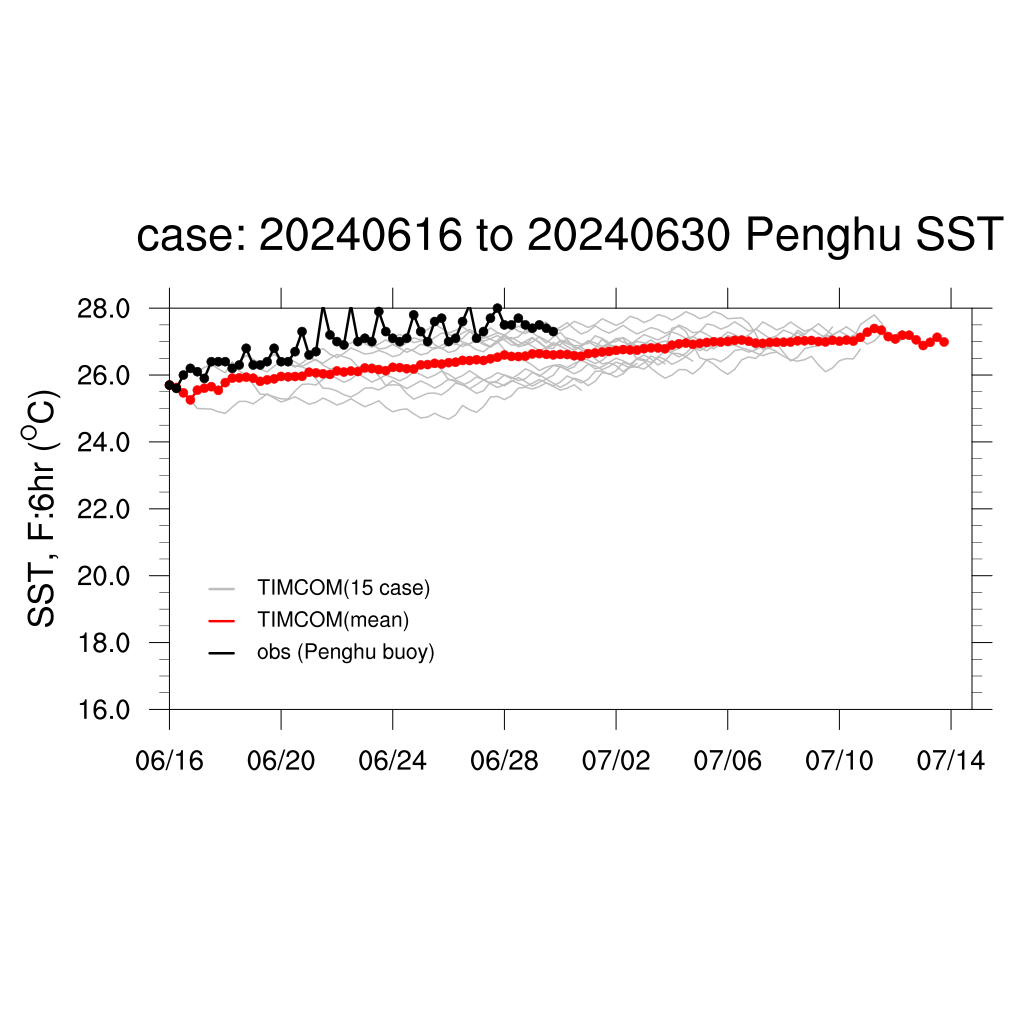 case: 20240616 to 20240630 Penghu SST
SST, F:6hr (°C)
28.0
26.0
24.0
22.0
20.0
18.0
16.0
TIMCOM(15 case)
TIMCOM(mean)
obs (Penghu buoy)
06/16 06/20 06/24 06/28 07/02 07/06 07/10 07/14